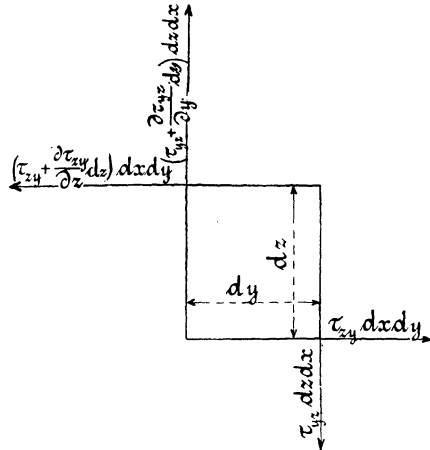 (τ_yz + ∂τ_yz/∂y dy) dz dx
(τ_zy + ∂τ_zy/∂z dz) dx dy
dz
dy
τ_zy dx dy
τ_yz dz dx